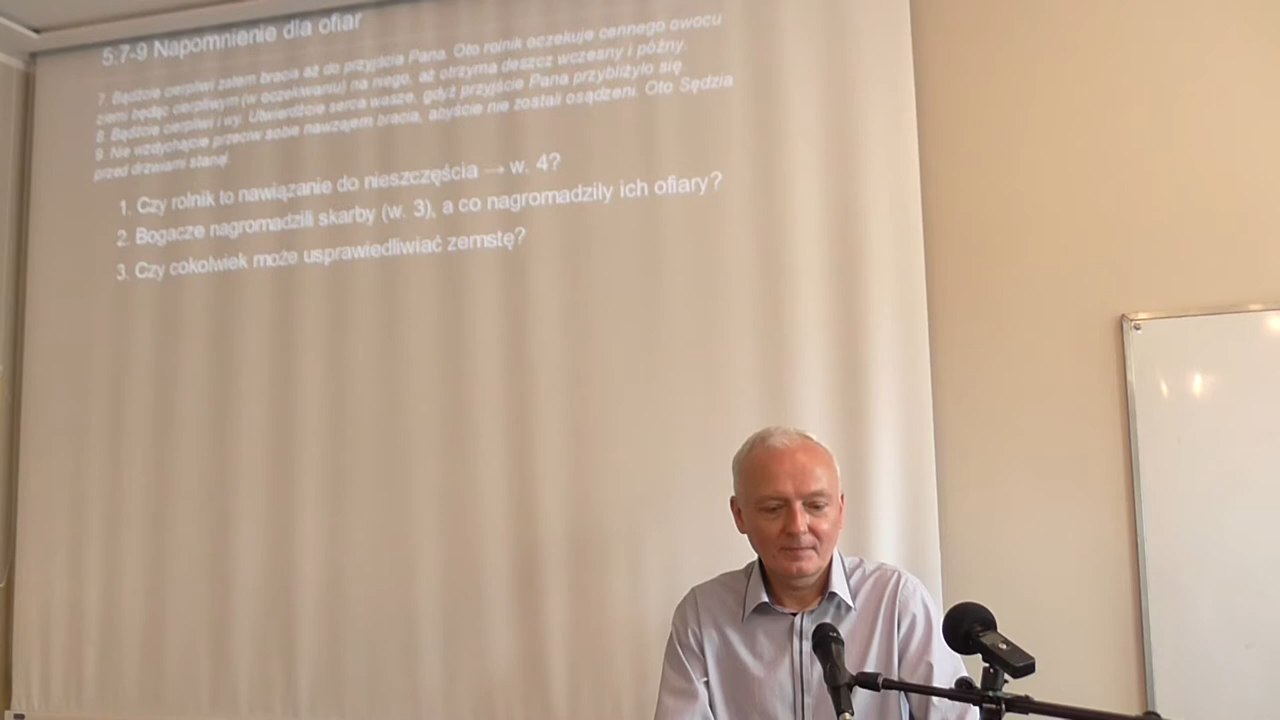 5:7-9 Napomnienie dla ofiar
7. Bądźcie cierpliwi zatem bracia aż do przyjścia Pana. Oto rolnik oczekuje cennego owocu
ziemi będąc cierpliwym (w oczekiwaniu) na niego, aż otrzyma deszcz wczesny i późny.
8. Bądźcie cierpliwi i wy. Utwierdźcie serca wasze, gdyż przyjście Pana przybliżyło się
9. Nie wzdychajcie przeciw sobie nawzajem bracia, abyście nie zostali osądzeni. Oto Sędzia
przed drzwiami stanął.
1. Czy rolnik to nawiązanie do nieszczęścia → w. 4?
2. Bogacze nagromadzili skarby (w. 3), a co nagromadziły ich ofiary?
3. Czy cokolwiek może usprawiedliwiać zemstę?